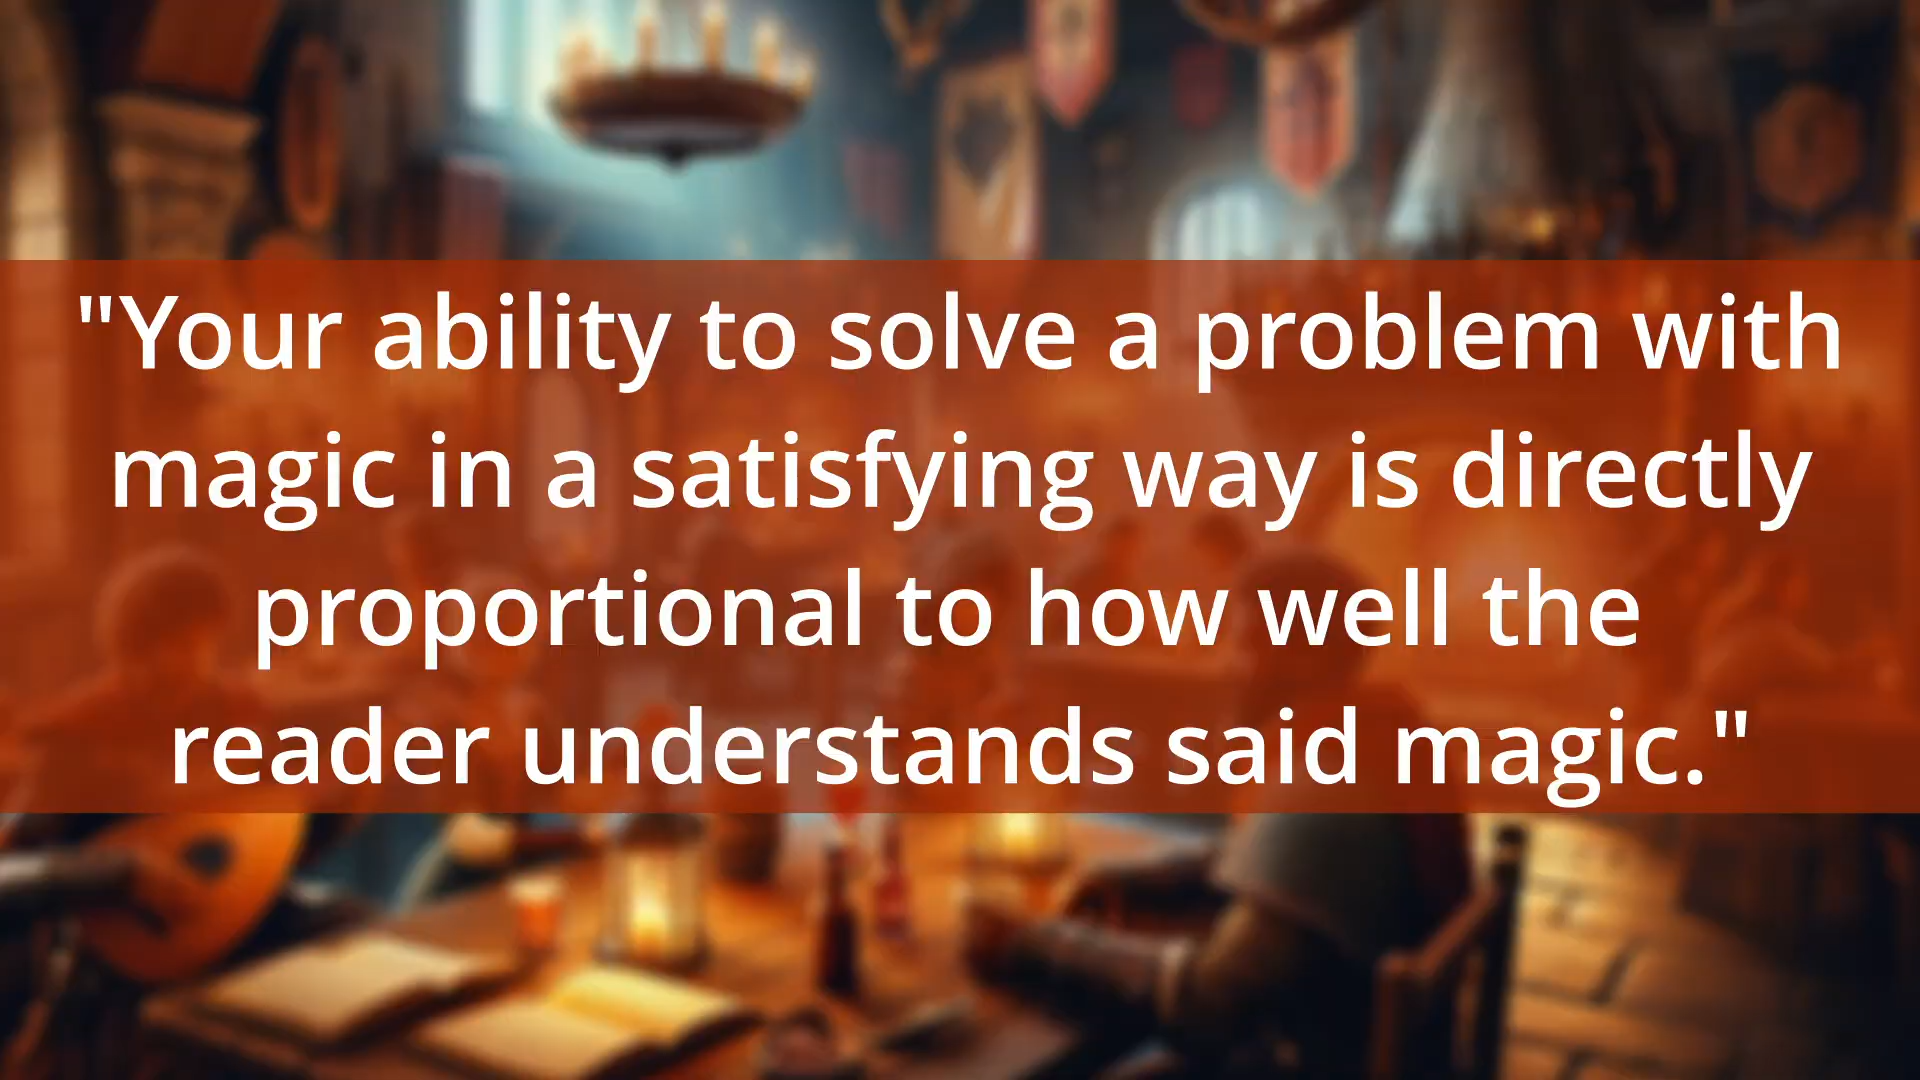 "Your ability to solve a problem with
magic in a satisfying way is directly
proportional to how well the
reader understands said magic."